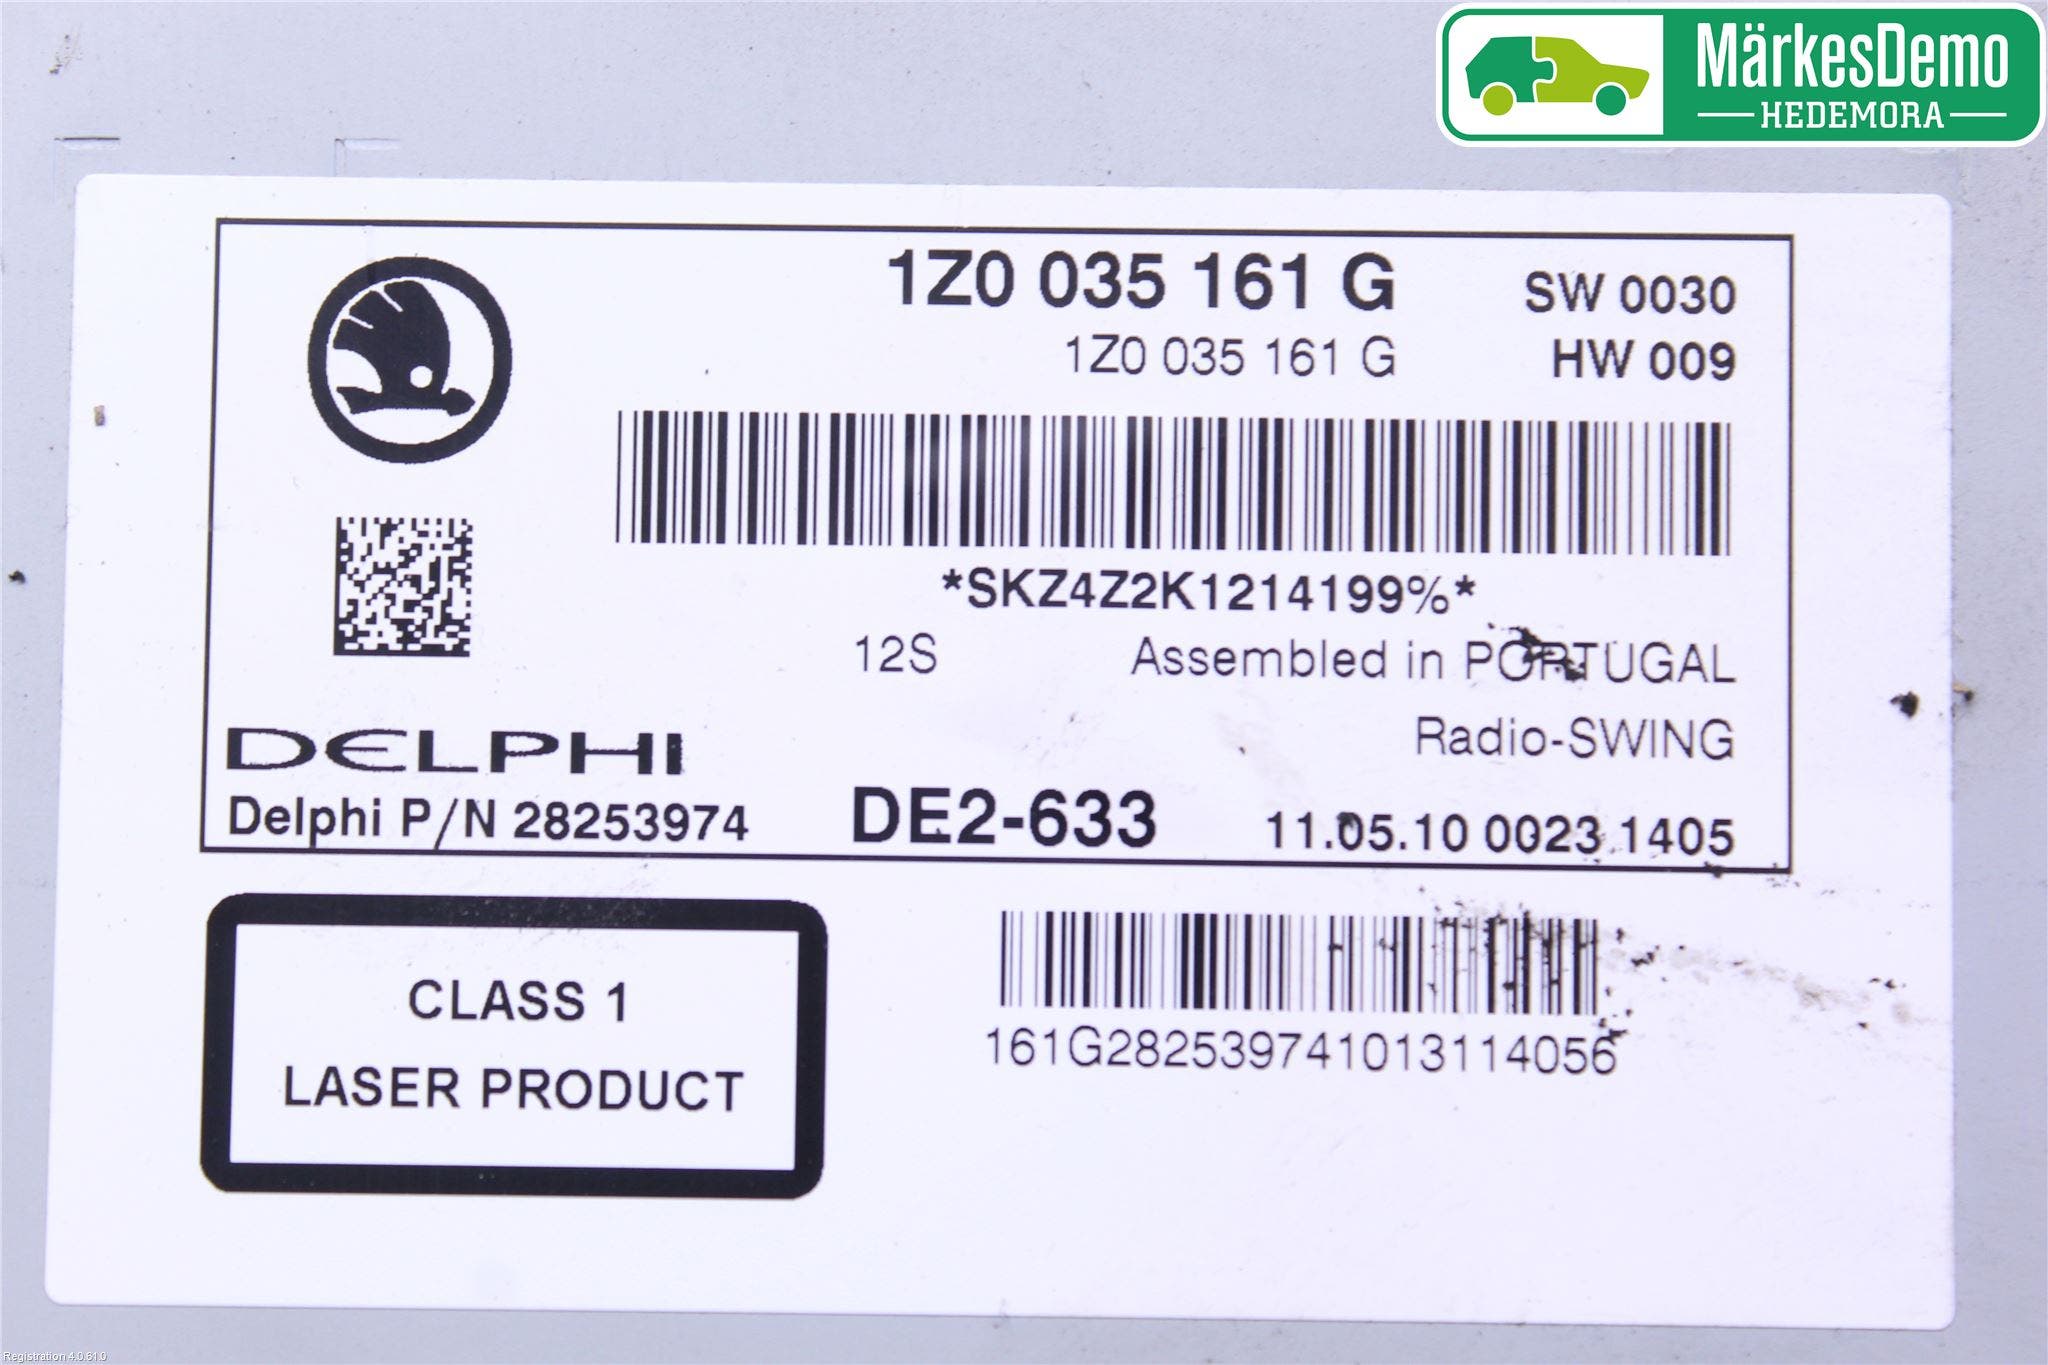 MärkesDemo
HEDEMORA
1Z0 035 161 G
SW 0030
1Z0 035 161 G
HW 009
*SKZ4Z2K1214199%*
12S
Assembled in PORTUGAL
Radio-SWING
DELPHI
Delphi P/N 28253974
DE2-633
11.05.10 0023 1405
CLASS 1
LASER PRODUCT
161G282539741013114056
Registration 4.0.61.0